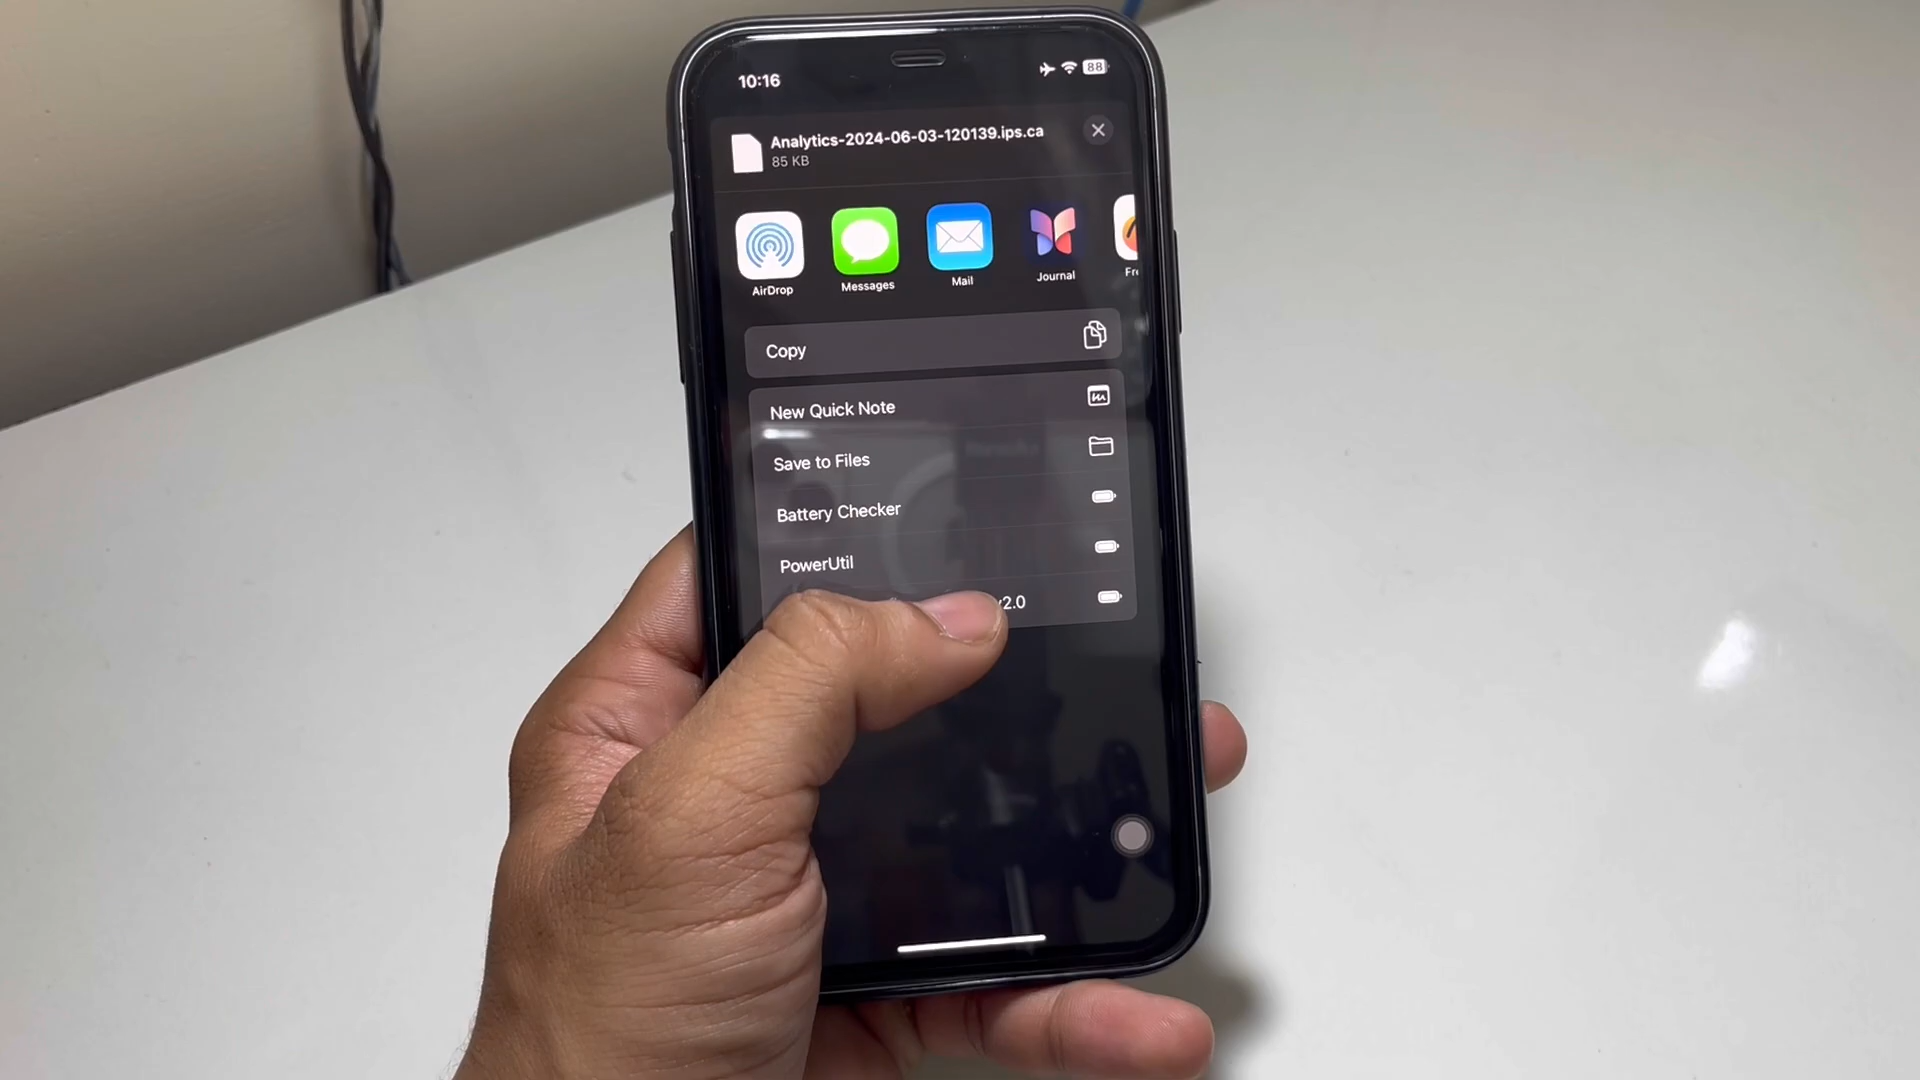 10:16
88
Analytics-2024-06-03-120139.ips.ca
85 KB
AirDrop
Messages
Mail
Journal
Copy
New Quick Note
Save to Files
Battery Checker
PowerUtil
v2.0